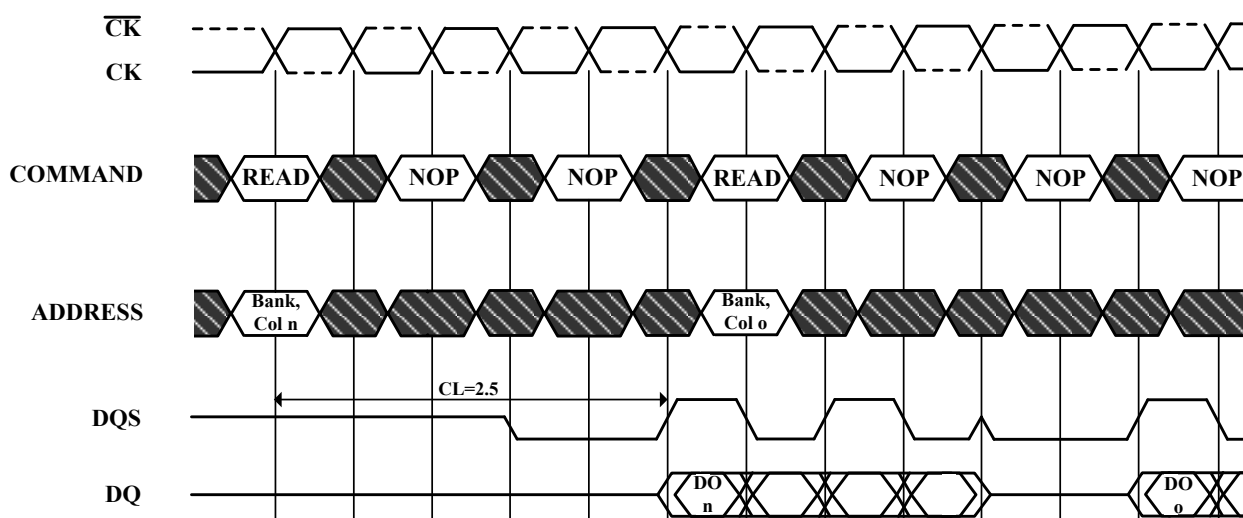 CK
CK
COMMAND
READ NOP NOP READ NOP NOP NOP
ADDRESS
Bank,
Col n
Bank,
Col o
CL=2.5
DQS
DQ
DO
n
DO
o